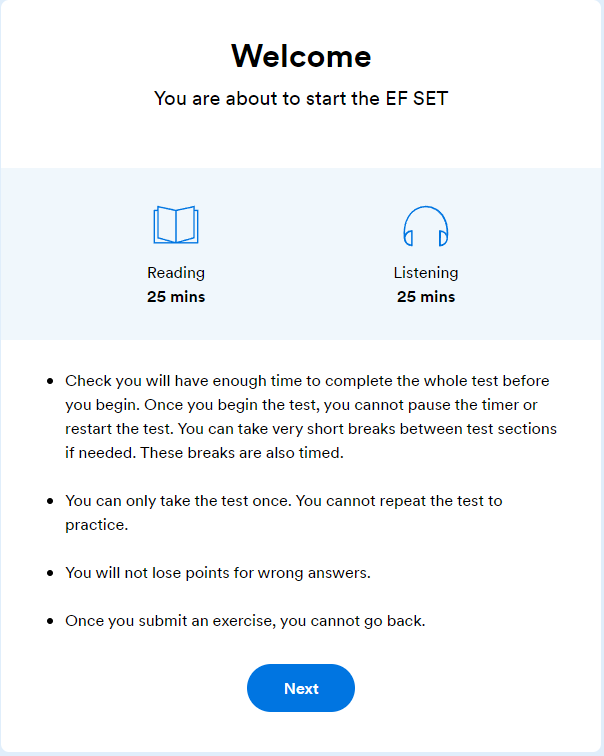 Welcome
You are about to start the EF SET
Reading
25 mins
Listening
25 mins
Check you will have enough time to complete the whole test before
you begin. Once you begin the test, you cannot pause the timer or
restart the test. You can take very short breaks between test sections
if needed. These breaks are also timed.
You can only take the test once. You cannot repeat the test to
practice.
You will not lose points for wrong answers.
Once you submit an exercise, you cannot go back.
Next